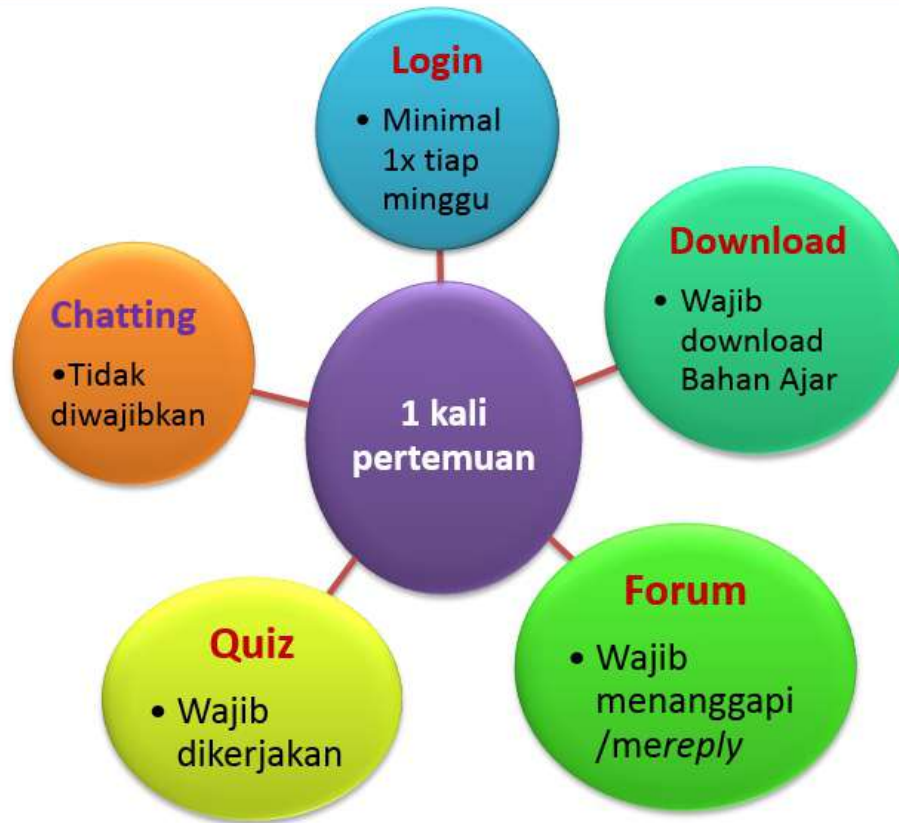 Login
• Minimal
1x tiap
minggu
Download
• Wajib
download
Bahan Ajar
Chatting
•Tidak
diwajibkan
1 kali
pertemuan
Forum
• Wajib
menanggapi
/mereply
Quiz
• Wajib
dikerjakan